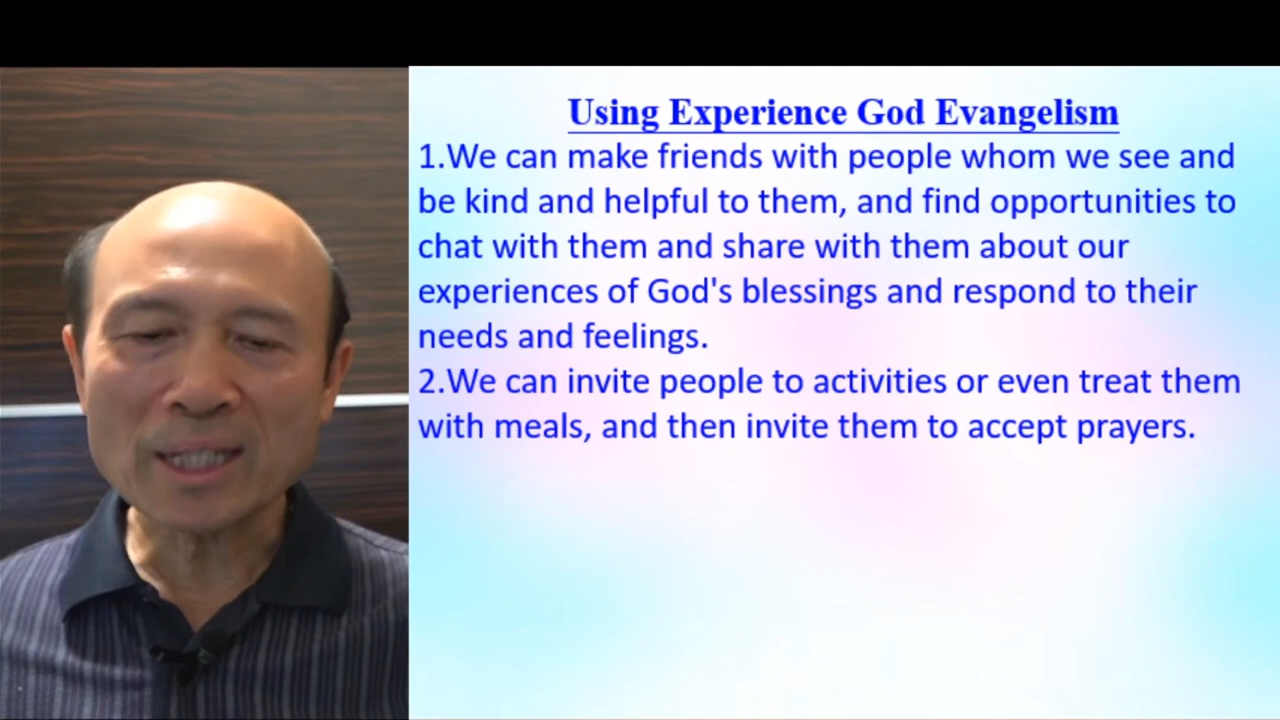 Using Experience God Evangelism
1.We can make friends with people whom we see and
be kind and helpful to them, and find opportunities to
chat with them and share with them about our
experiences of God's blessings and respond to their
needs and feelings.
2.We can invite people to activities or even treat them
with meals, and then invite them to accept prayers.